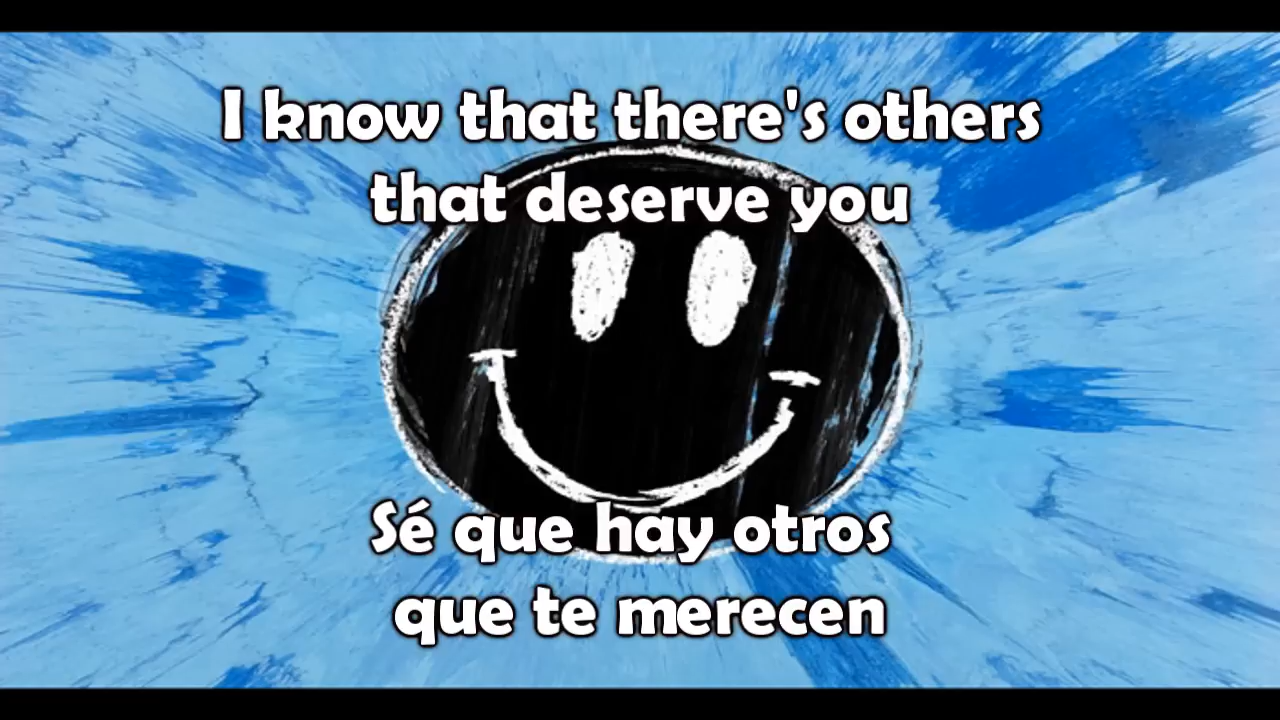 I know that there's others
that deserve you
Sé que hay otros
que te merecen